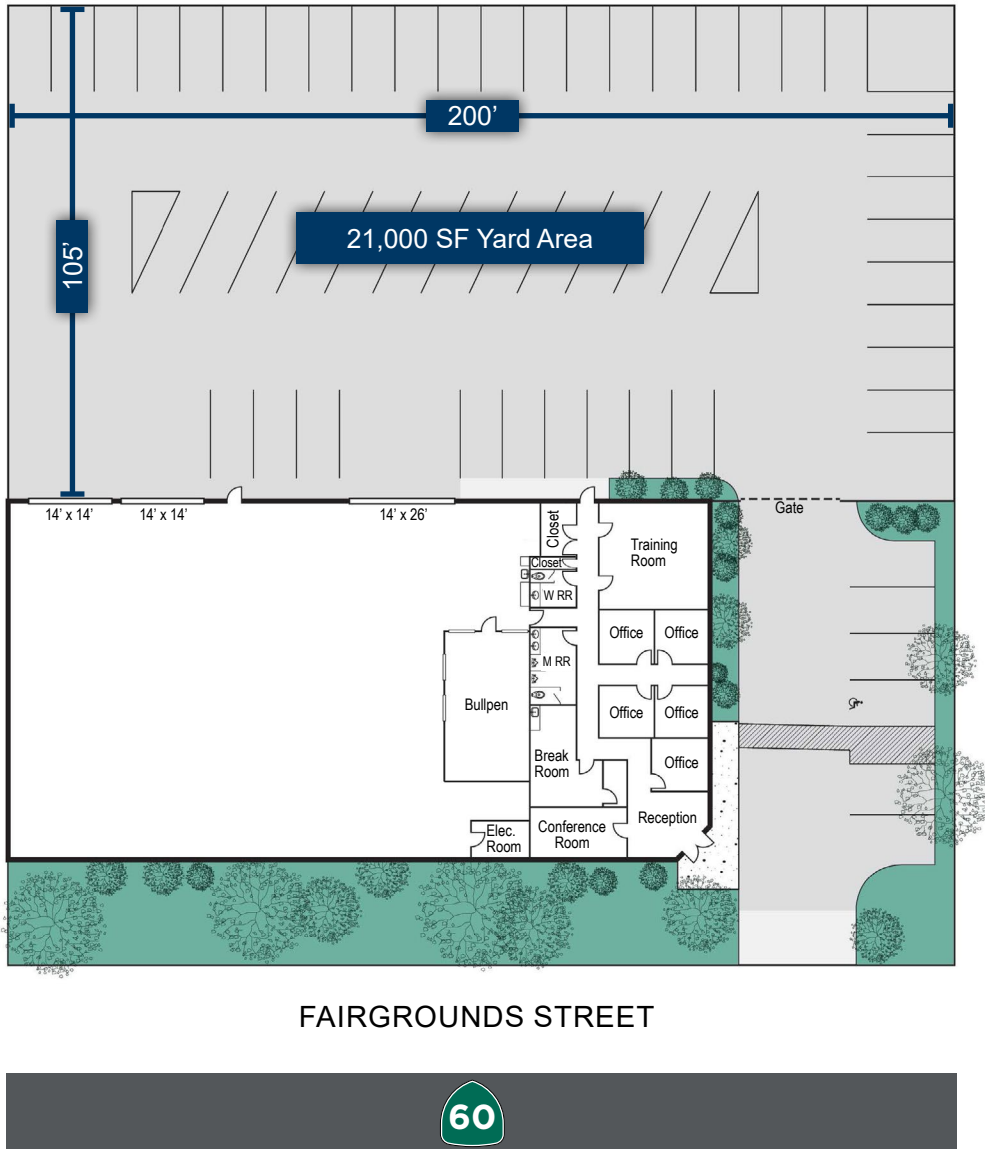 200’
21,000 SF Yard Area
105’
14’ x 14’
14’ x 14’
14’ x 26’
Gate
Closet
Training
Room
Closet
W RR
Office
Office
M RR
Bullpen
Office
Office
Break
Room
Office
Reception
Elec.
Room
Conference
Room
FAIRGROUNDS STREET
60